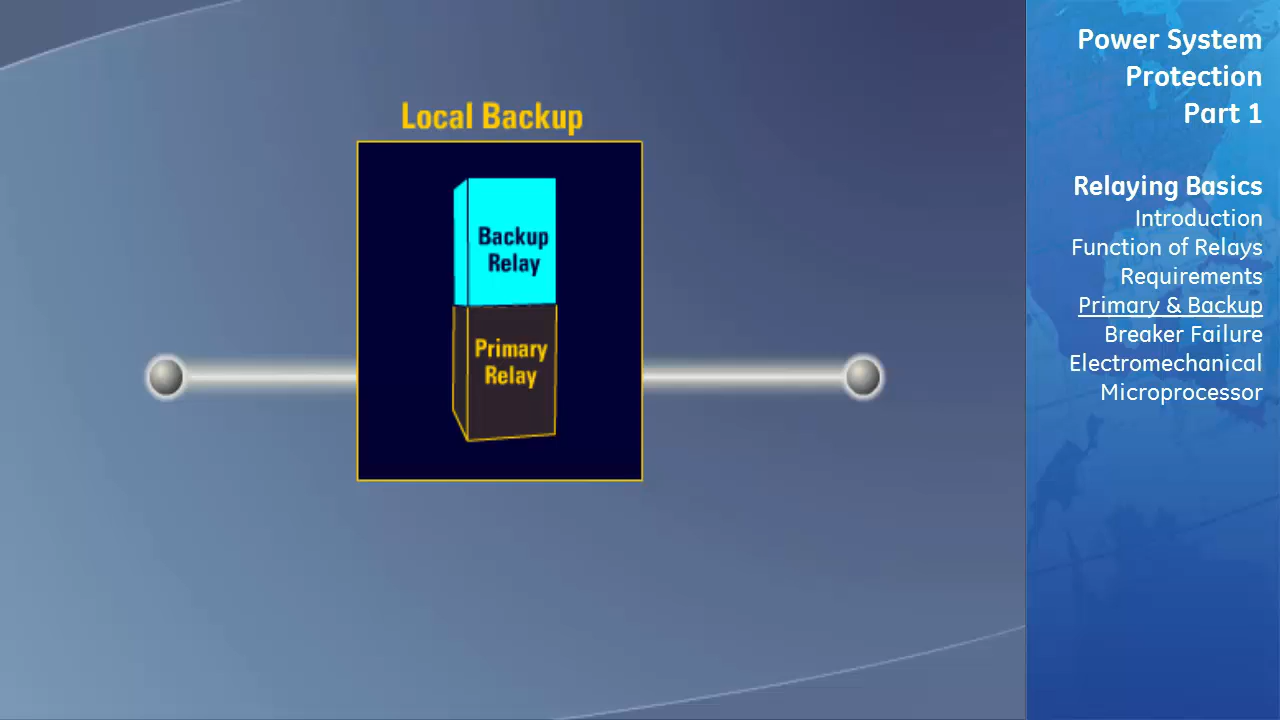 Local Backup
Backup
Relay
Primary
Relay
Power System
Protection
Part 1
Relaying Basics
Introduction
Function of Relays
Requirements
Primary & Backup
Breaker Failure
Electromechanical
Microprocessor